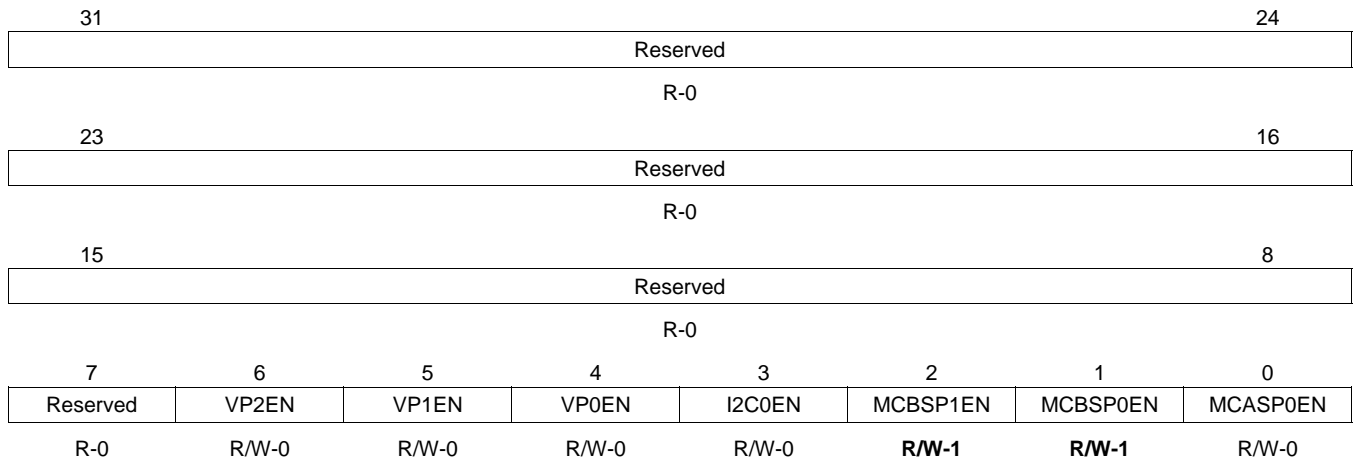 31 24
Reserved
R-0
23 16
Reserved
R-0
15 8
Reserved
R-0
7 6 5 4 3 2 1 0
Reserved VP2EN VP1EN VP0EN I2C0EN MCBSP1EN MCBSP0EN MCASP0EN
R-0 R/W-0 R/W-0 R/W-0 R/W-0 R/W-1 R/W-1 R/W-0